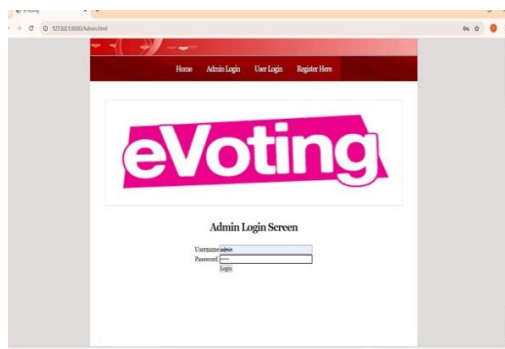 127.0.0.1:8000/Admin.html
Home Admin Login User Login Register Here
eVoting
Admin Login Screen
Username admin
Password
Login